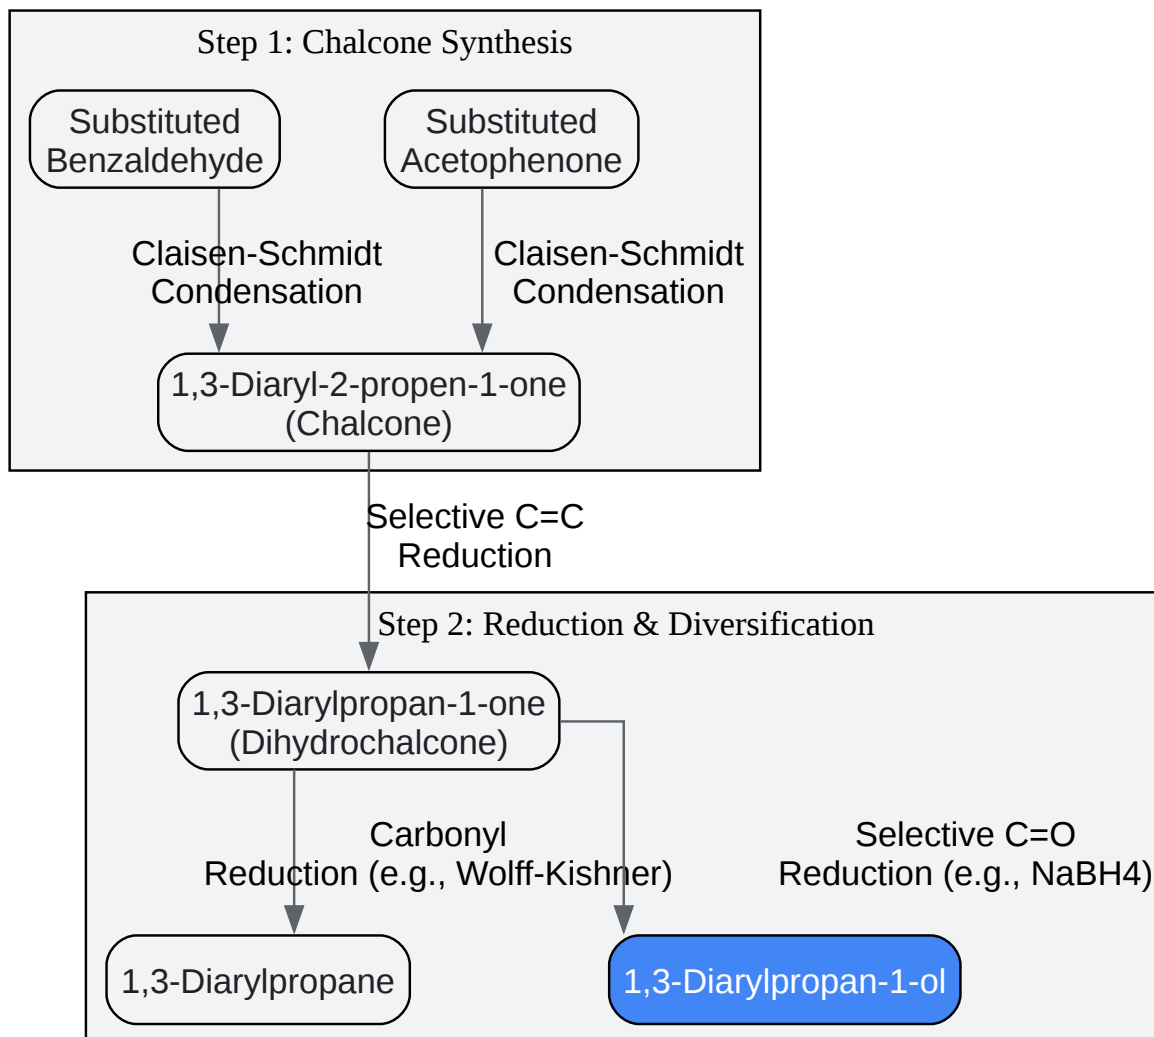 Step 1: Chalcone Synthesis
Substituted
Benzaldehyde
Substituted
Acetophenone
Claisen-Schmidt
Condensation
Claisen-Schmidt
Condensation
1,3-Diaryl-2-propen-1-one
(Chalcone)
Selective C=C
Reduction
Step 2: Reduction & Diversification
1,3-Diarylpropan-1-one
(Dihydrochalcone)
Carbonyl
Reduction (e.g., Wolff-Kishner)
Selective C=O
Reduction (e.g., NaBH4)
1,3-Diarylpropane
1,3-Diarylpropan-1-ol